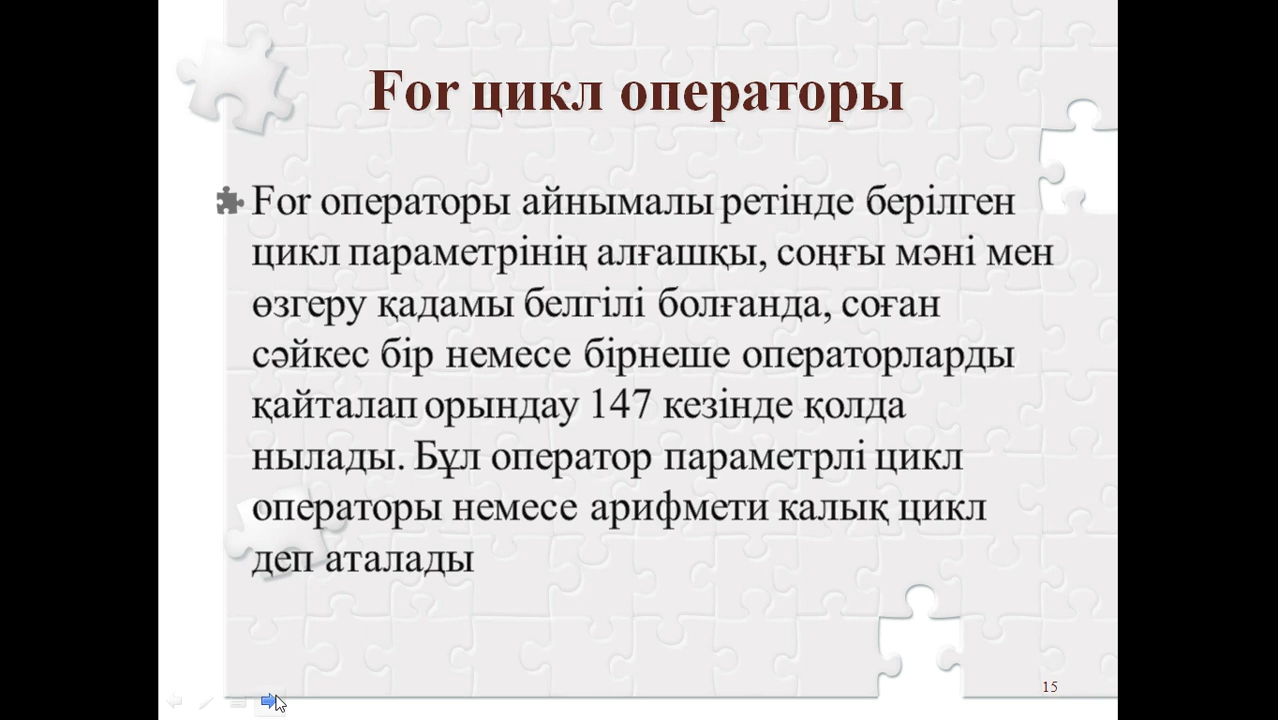 For цикл операторы
For операторы айнымалы ретінде берілген
цикл параметрінің алғашқы, соңғы мәні мен
өзгеру қадамы белгілі болғанда, соған
сәйкес бір немесе бірнеше операторларды
қайталап орындау 147 кезінде қолда
нылады. Бұл оператор параметрлі цикл
операторы немесе арифмети калық цикл
деп аталады
15